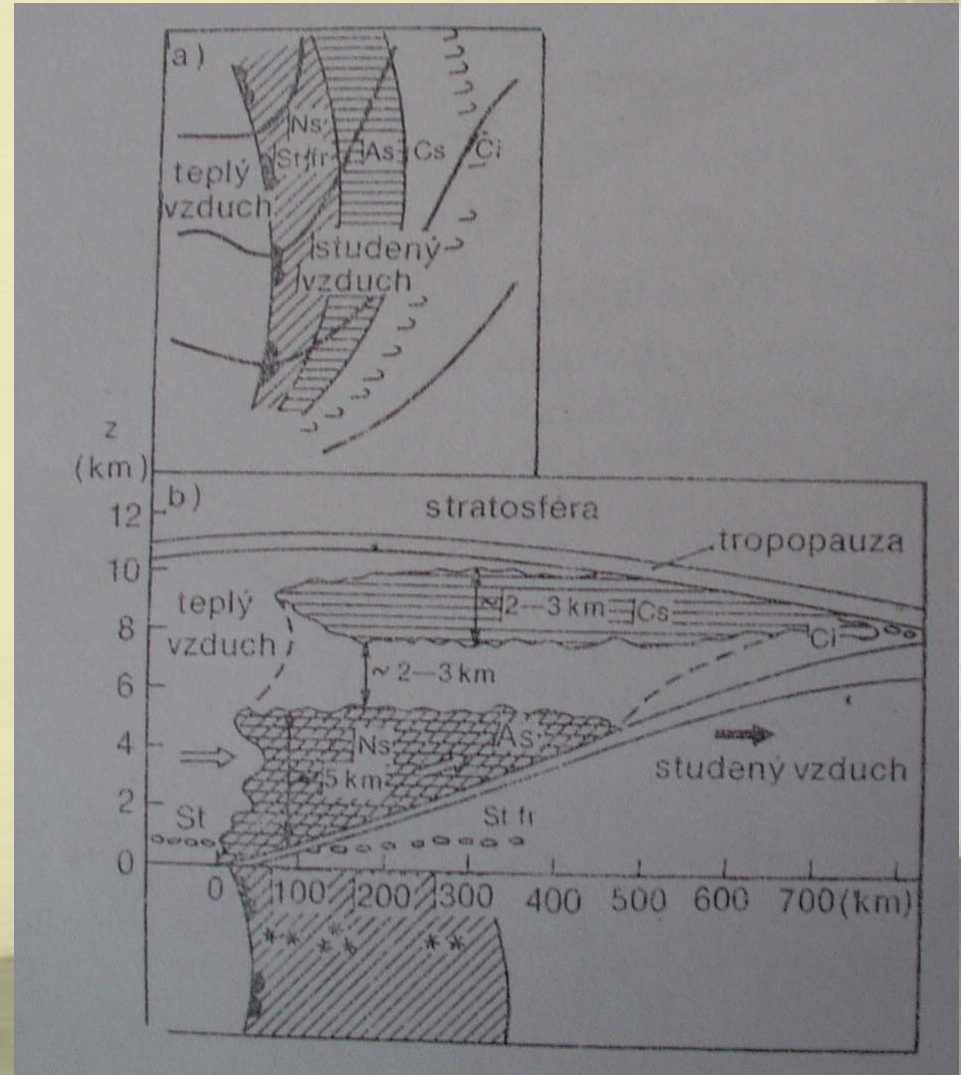 a)
Ns
St fr As Cs Ci
teplý
vzduch
studený
vzduch
z
(km)
b)
stratosféra
12
tropopauza
10
teplý
vzduch
~2—3 km
Cs
8
Ci
~ 2—3 km
6
4
Ns
As
~5 km
studený vzduch
2
St
St fr
0
0 100 200 300 400 500 600 700 (km)